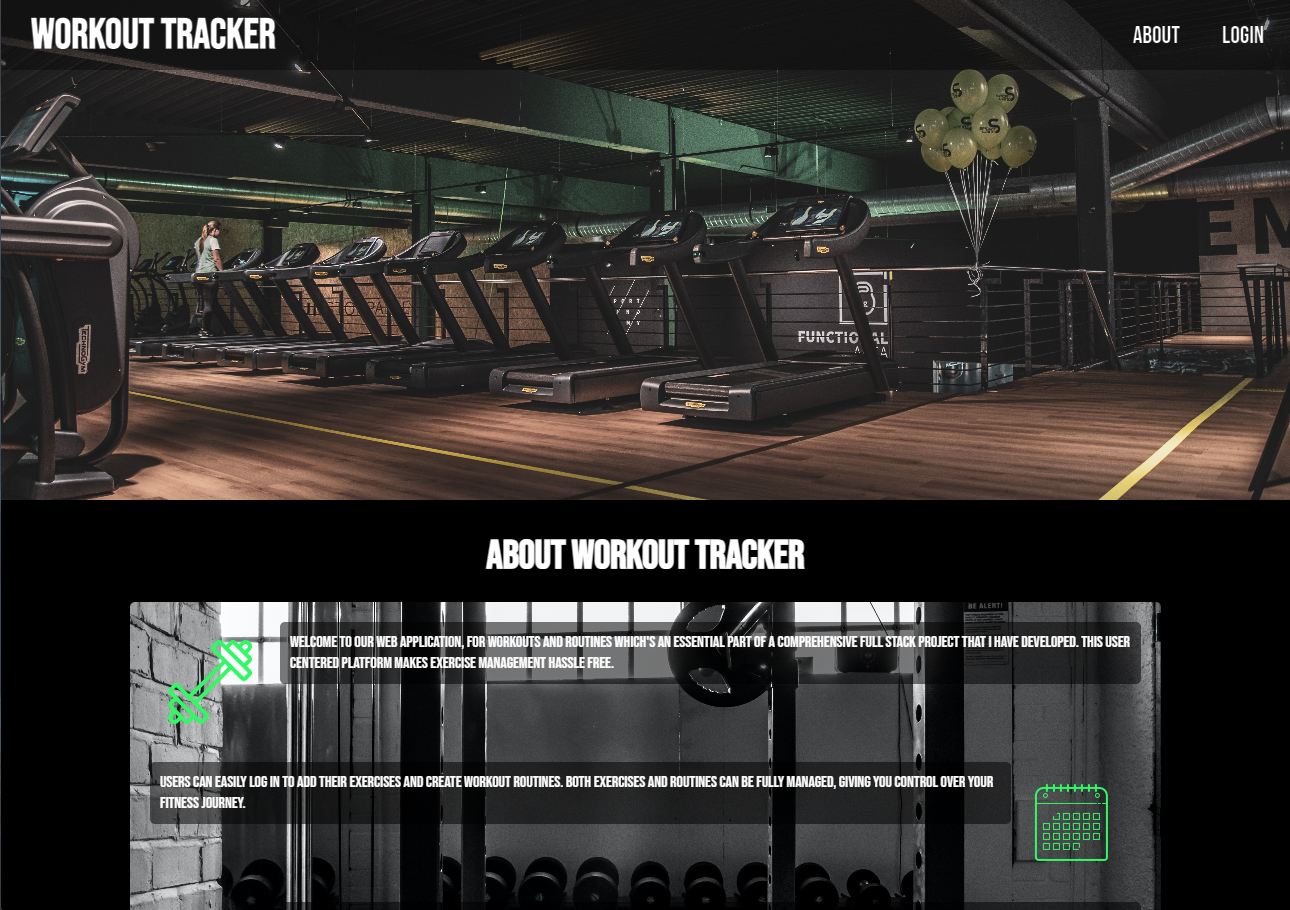 WORKOUT TRACKER
ABOUT
LOGIN
EM
FUNCTIONAL
AREA
TECHNOGYM
ABOUT WORKOUT TRACKER
BE ALERT!
WELCOME TO OUR WEB APPLICATION, FOR WORKOUTS AND ROUTINES WHICH'S AN ESSENTIAL PART OF A COMPREHENSIVE FULL STACK PROJECT THAT I HAVE DEVELOPED. THIS USER
CENTERED PLATFORM MAKES EXERCISE MANAGEMENT HASSLE FREE.
USERS CAN EASILY LOG IN TO ADD THEIR EXERCISES AND CREATE WORKOUT ROUTINES. BOTH EXERCISES AND ROUTINES CAN BE FULLY MANAGED, GIVING YOU CONTROL OVER YOUR
FITNESS JOURNEY.